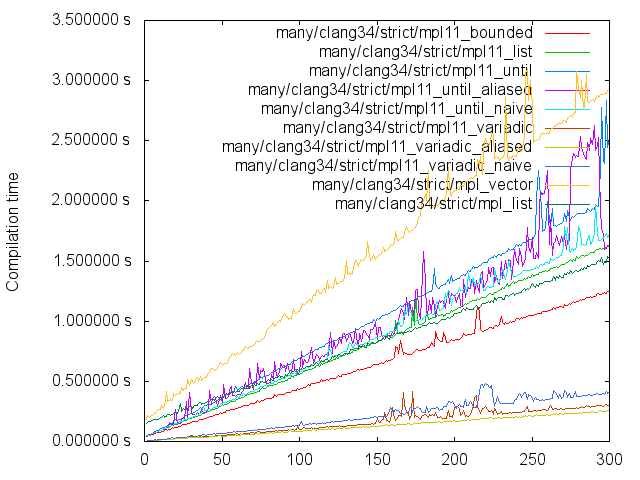 3.500000 s
3.000000 s
2.500000 s
2.000000 s
1.500000 s
1.000000 s
0.500000 s
0.000000 s
Compilation time
many/clang34/strict/mpl11_bounded
many/clang34/strict/mpl11_list
many/clang34/strict/mpl11_until
many/clang34/strict/mpl11_until_aliased
many/clang34/strict/mpl11_until_naive
many/clang34/strict/mpl11_variadic
many/clang34/strict/mpl11_variadic_aliased
many/clang34/strict/mpl11_variadic_naive
many/clang34/strict/mpl_vector
many/clang34/strict/mpl_list
0 50 100 150 200 250 300